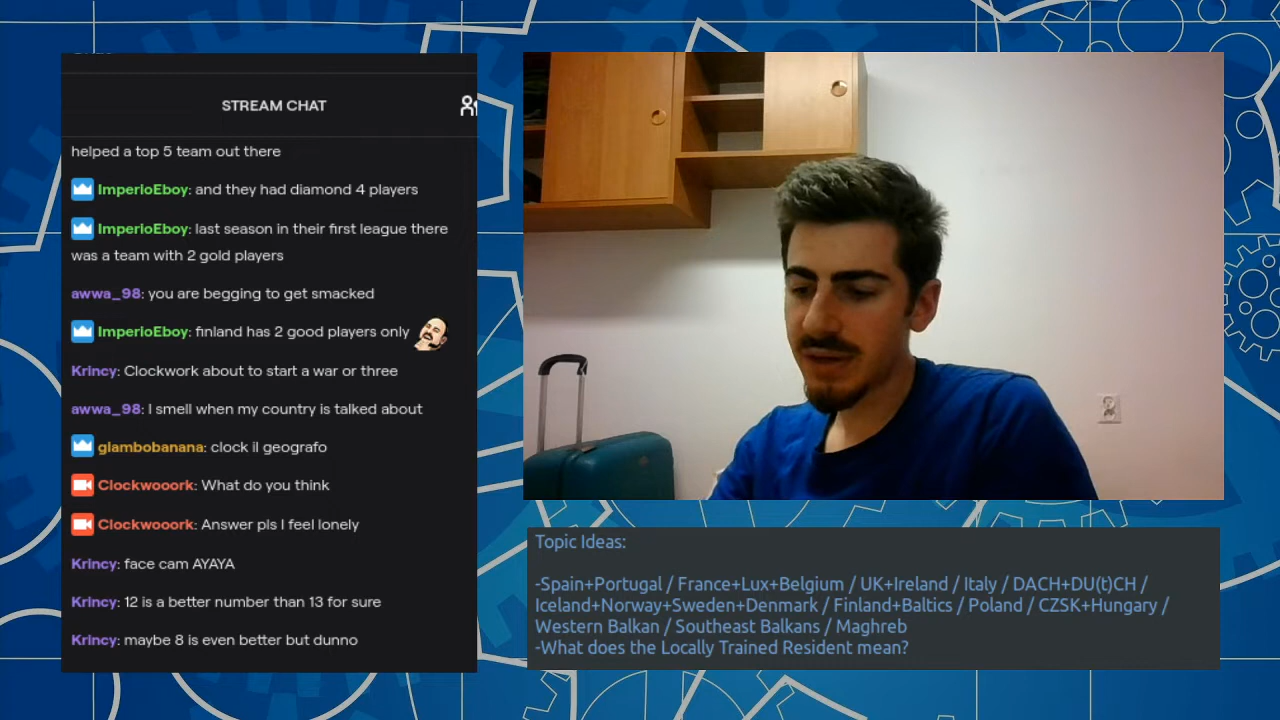 STREAM CHAT
helped a top 5 team out there
ImperioEboy: and they had diamond 4 players
ImperioEboy: last season in their first league there
was a team with 2 gold players
awwa_98: you are begging to get smacked
ImperioEboy: finland has 2 good players only
Krincy: Clockwork about to start a war or three
awwa_98: I smell when my country is talked about
glambobanana: clock il geografo
Clockwooork: What do you think
Clockwooork: Answer pls I feel lonely
Krincy: face cam AYAYA
Krincy: 12 is a better number than 13 for sure
Krincy: maybe 8 is even better but dunno
Topic Ideas:
-Spain+Portugal / France+Lux+Belgium / UK+Ireland / Italy / DACH+DU(t)CH /
Iceland+Norway+Sweden+Denmark / Finland+Baltics / Poland / CZSK+Hungary /
Western Balkan / Southeast Balkans / Maghreb
-What does the Locally Trained Resident mean?